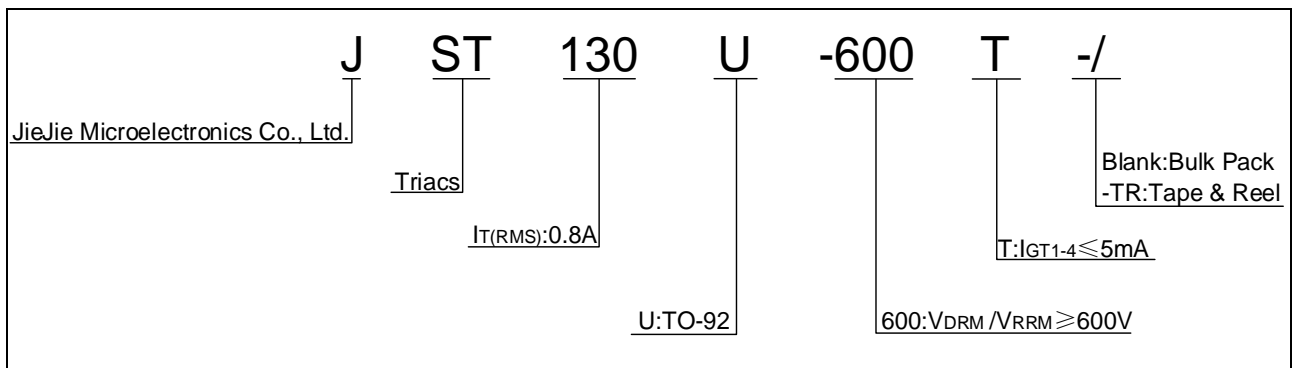 J ST 130 U -600 T -/
JieJie Microelectronics Co., Ltd.
Blank:Bulk Pack
Triacs
-TR:Tape & Reel
IT(RMS):0.8A
T:IGT1-4≤5mA
U:TO-92
600:VDRM /VRRM≥600V